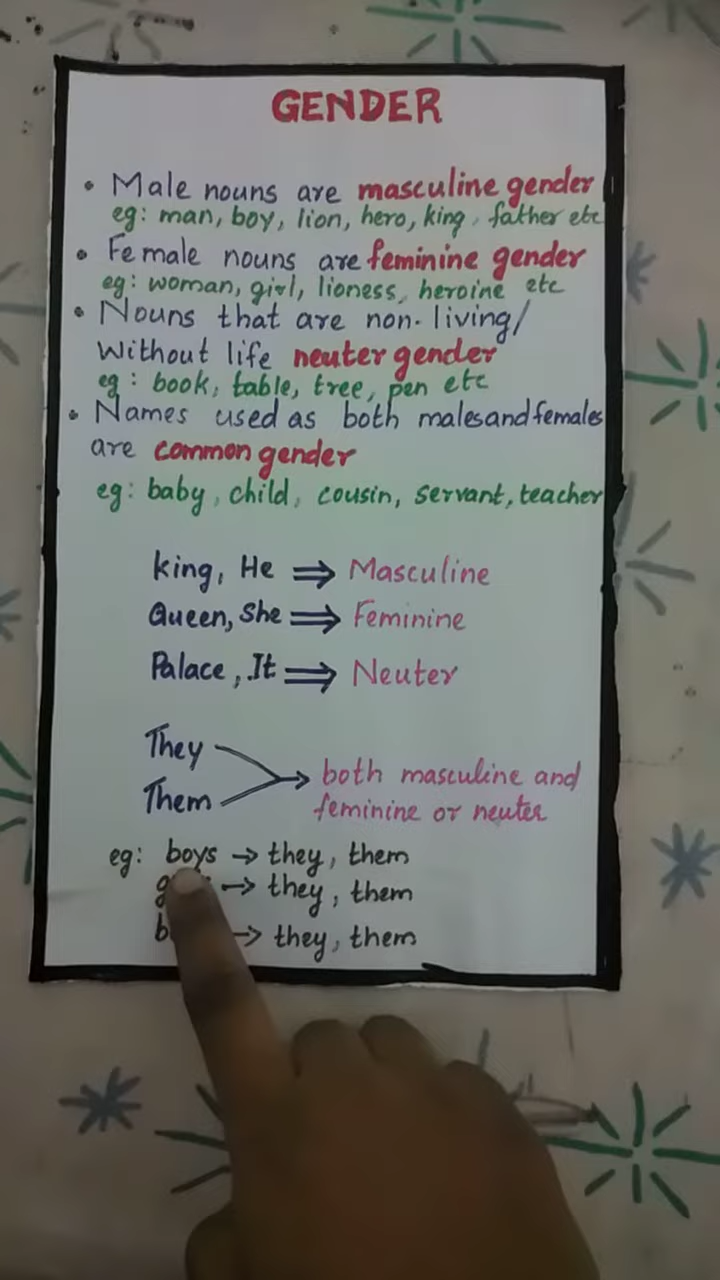 GENDER
• Male nouns are masculine gender
eg: man, boy, lion, hero, king, father etc
• Female nouns are feminine gender
eg: woman, girl, lioness, heroine etc
• Nouns that are non-living/
Without life neuter gender
eg: book, table, tree, pen etc
• Names used as both males and females
are common gender
eg: baby, child, cousin, servant, teacher
king, He ⇒ Masculine
Queen, She ⇒ Feminine
Palace, It ⇒ Neuter
They
Them → both masculine and
feminine or neuter
eg: boys → they, them
→ they, them
→ they, them